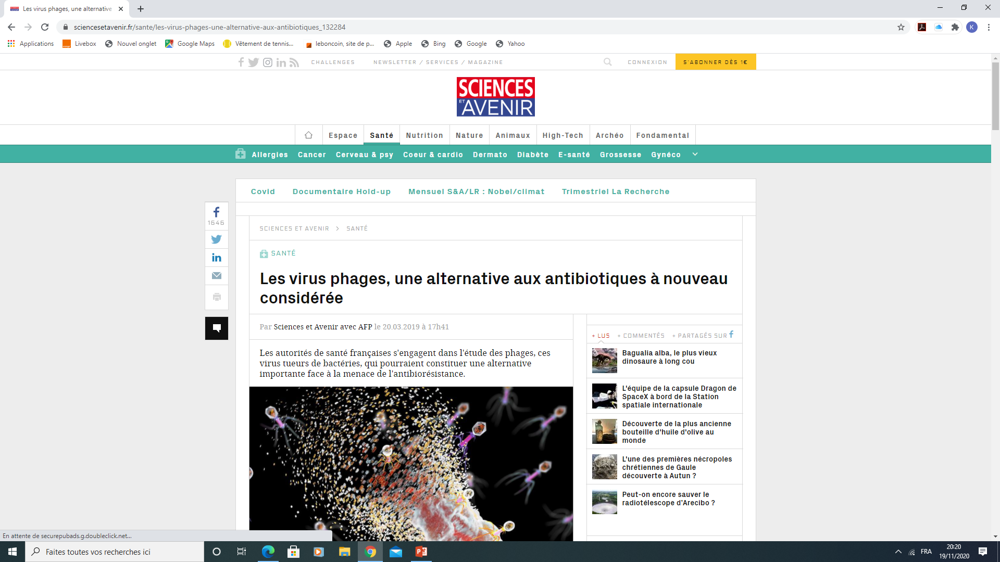 Les virus phages, une alternative
sciencesetavenir.fr/sante/les-virus-phages-une-alternative-aux-antibiotiques_132284
K
Applications
Livebox
Nouvel onglet
Google Maps
Vêtement de tennis...
leboncoin, site de p...
Apple
Bing
Google
Yahoo
CHALLENGES
NEWSLETTER / SERVICES / MAGAZINE
CONNEXION
S'ABONNER DÈS 1€
SCIENCES
ET AVENIR
Espace
Santé
Nutrition
Nature
Animaux
High-Tech
Archéo
Fondamental
Allergies
Cancer
Cerveau & psy
Coeur & cardio
Dermato
Diabète
E-santé
Grossesse
Gynéco
Covid
Documentaire Hold-up
Mensuel S&A/LR : Nobel/climat
Trimestriel La Recherche
1646
SCIENCES ET AVENIR > SANTÉ
SANTÉ
Les virus phages, une alternative aux antibiotiques à nouveau
considérée
Par Sciences et Avenir avec AFP le 20.03.2019 à 17h41
Les autorités de santé françaises s'engagent dans l'étude des phages, ces
virus tueurs de bactéries, qui pourraient constituer une alternative
importante face à la menace de l'antibiorésistance.
+ LUS
+ COMMENTÉS
+ PARTAGÉS SUR
Bagualia alba, le plus vieux
dinosaure à long cou
L'équipe de la capsule Dragon de
SpaceX à bord de la Station
spatiale internationale
Découverte de la plus ancienne
bouteille d'huile d'olive au
monde
L'une des premières nécropoles
chrétiennes de Gaule
découverte à Autun ?
Peut-on encore sauver le
radiotélescope d'Arecibo ?
En attente de securepubads.g.doubleclick.net...
Faites toutes vos recherches ici
FRA
20:20
19/11/2020